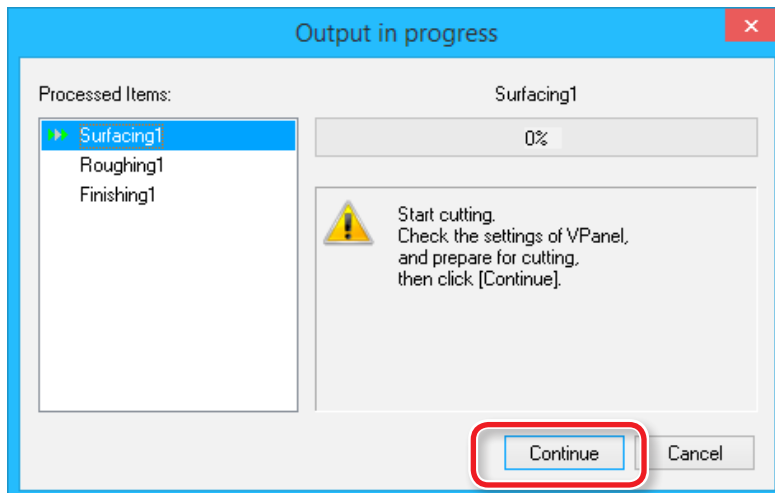 Output in progress
Processed Items:
Surfacing1
Roughing1
Finishing1
Surfacing1
0%
Start cutting.
Check the settings of VPanel,
and prepare for cutting,
then click [Continue].
Continue
Cancel